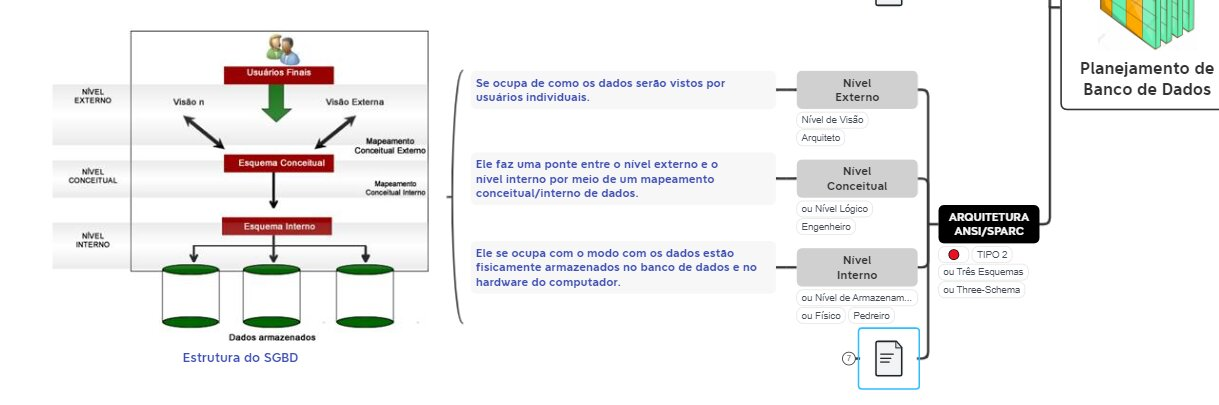 Usuários Finais
NÍVEL
EXTERNO
Visão n
Visão Externa
Mapeamento
Conceitual Externo
Esquema Conceitual
NÍVEL
CONCEITUAL
Mapeamento
Conceitual Interno
Esquema Interno
NÍVEL
INTERNO
Dados armazenados
Estrutura do SGBD
Se ocupa de como os dados serão vistos por
usuários individuais.
Ele faz uma ponte entre o nível externo e o
nível interno por meio de um mapeamento
conceitual/interno de dados.
Ele se ocupa com o modo com os dados estão
fisicamente armazenados no banco de dados e no
hardware do computador.
Nível
Externo
Nível de Visão
Arquiteto
Nível
Conceitual
ou Nível Lógico
Engenheiro
Nível
Interno
ou Nível de Armazenam...
ou Físico
Pedreiro
7
ARQUITETURA
ANSI/SPARC
TIPO 2
ou Três Esquemas
ou Three-Schema
Planejamento de
Banco de Dados